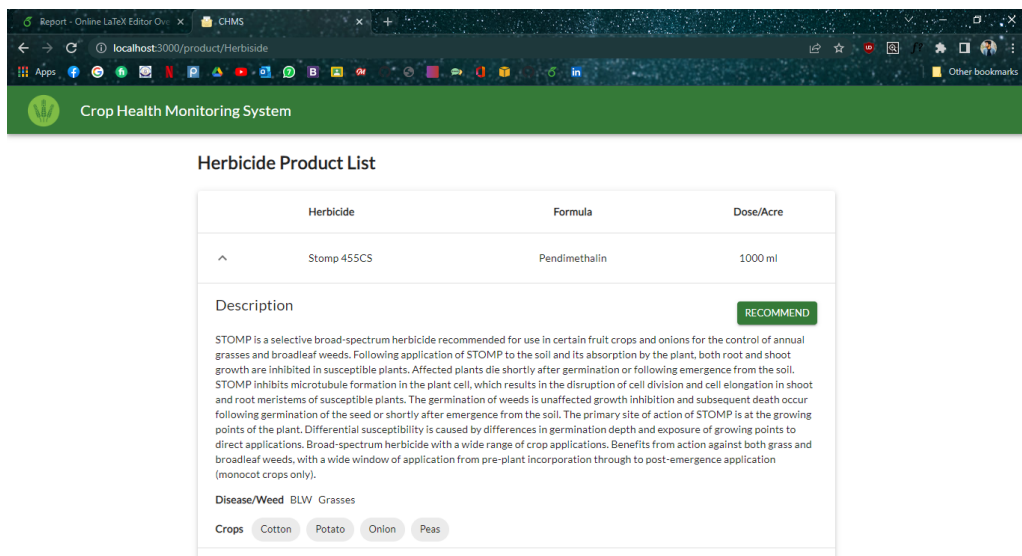 Report - Online LaTeX Editor Ove
CHMS
localhost:3000/product/Herbiside
Apps
Other bookmarks
Crop Health Monitoring System
Herbicide Product List
Herbicide Formula Dose/Acre
Stomp 455CS Pendimethalin 1000 ml
Description
RECOMMEND
STOMP is a selective broad-spectrum herbicide recommended for use in certain fruit crops and onions for the control of annual
grasses and broadleaf weeds. Following application of STOMP to the soil and its absorption by the plant, both root and shoot
growth are inhibited in susceptible plants. Affected plants die shortly after germination or following emergence from the soil.
STOMP inhibits microtubule formation in the plant cell, which results in the disruption of cell division and cell elongation in shoot
and root meristems of susceptible plants. The germination of weeds is unaffected growth inhibition and subsequent death occur
following germination of the seed or shortly after emergence from the soil. The primary site of action of STOMP is at the growing
points of the plant. Differential susceptibility is caused by differences in germination depth and exposure of growing points to
direct applications. Broad-spectrum herbicide with a wide range of crop applications. Benefits from action against both grass and
broadleaf weeds, with a wide window of application from pre-plant incorporation through to post-emergence application
(monocot crops only).
Disease/Weed BLW Grasses
Crops Cotton Potato Onion Peas